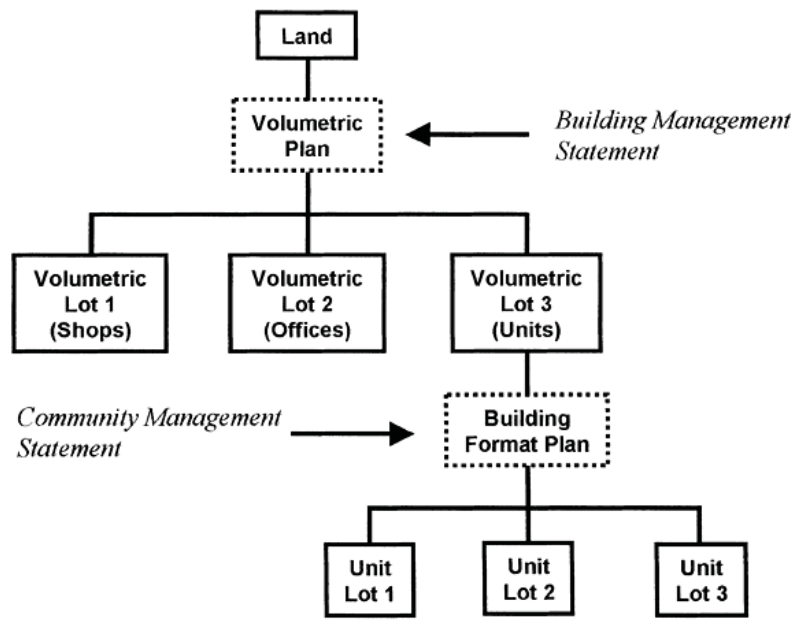 Land
Volumetric
Plan
Building Management
Statement
Volumetric
Lot 1
(Shops)
Volumetric
Lot 2
(Offices)
Volumetric
Lot 3
(Units)
Community Management
Statement
Building
Format Plan
Unit
Lot 1
Unit
Lot 2
Unit
Lot 3